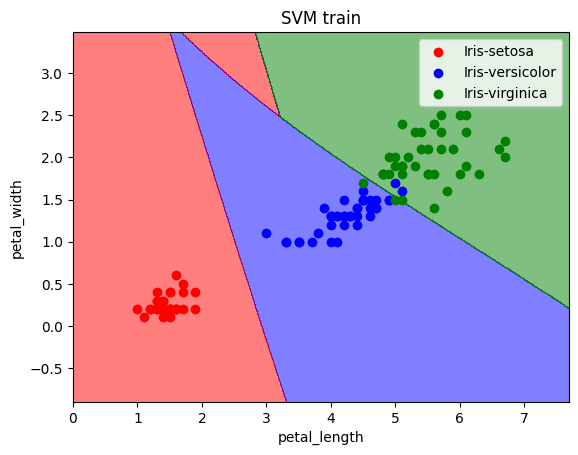 SVM train
Iris-setosa
Iris-versicolor
Iris-virginica
petal_width
3.0
2.5
2.0
1.5
1.0
0.5
0.0
−0.5
0
1
2
3
4
5
6
7
petal_length